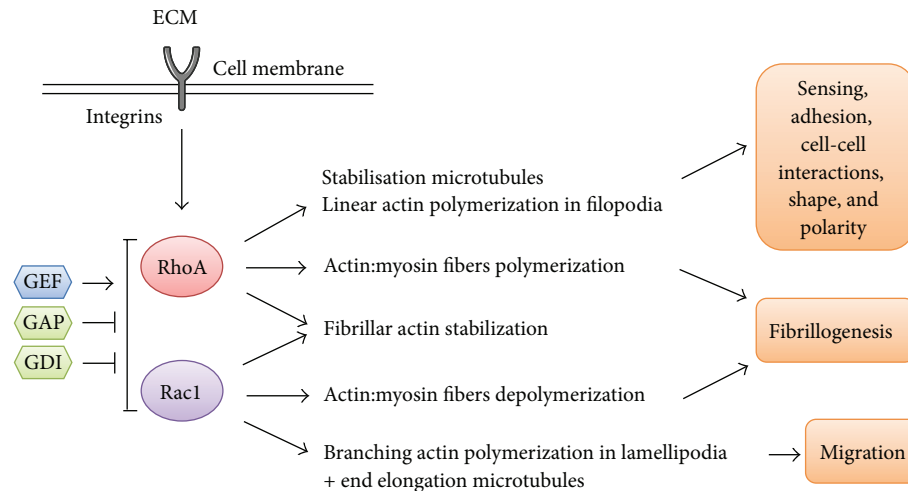 ECM
Cell membrane
Integrins
Stabilisation microtubules
Linear actin polymerization in filopodia
Sensing,
adhesion,
cell-cell
interactions,
shape, and
polarity
RhoA
Actin:myosin fibers polymerization
GEF
GAP
GDI
Fibrillar actin stabilization
Fibrillogenesis
Rac1
Actin:myosin fibers depolymerization
Branching actin polymerization in lamellipodia
+ end elongation microtubules
Migration